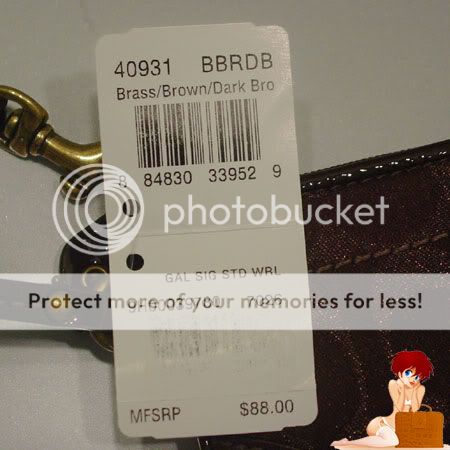 40931 BBRDB
Brass/Brown/Dark Bro
8 84830 33952 9
photobucket
GAL SIG STD WRL
Protect more of your memories for less!
MFSRP $88.00